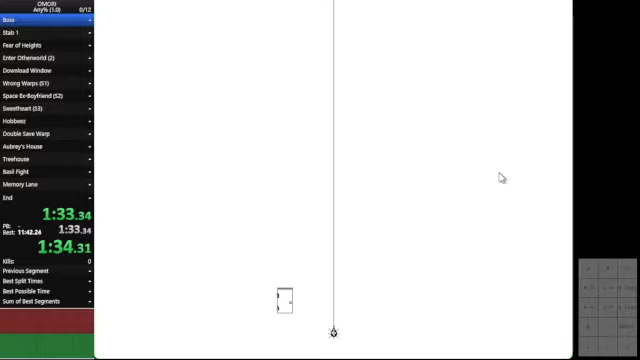 OMORI
Any% (1.0) 0/12
Boss -
Stab 1 -
Fear of Heights -
Enter Otherworld (2) -
Download Window -
Wrong Warps (S1) -
Space Ex-Boyfriend (S2) -
Sweetheart (S3) -
Hobbeez -
Double Save Warp -
Aubrey's House -
Treehouse -
Basil Fight -
Memory Lane -
End -
1:33.34
PB: -
Best: 11:42.24 1:33.34
1:34.31
Kills: 0
Previous Segment -
Best Split Times -
Best Possible Time -
Sum of Best Segments -